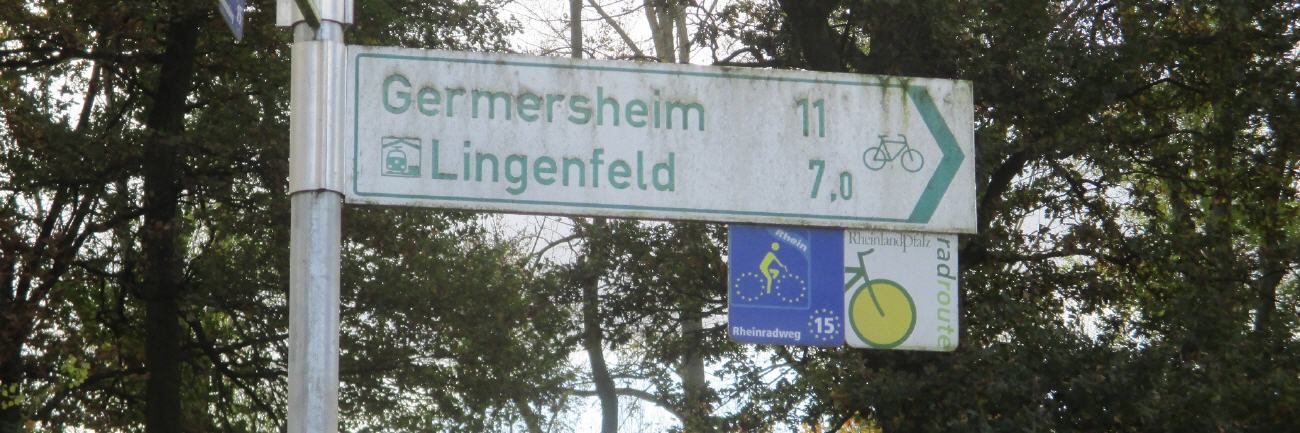 Germersheim 11
Lingenfeld 7,0
Rhein
Rheinradweg 15
RheinlandPfalz
radroute